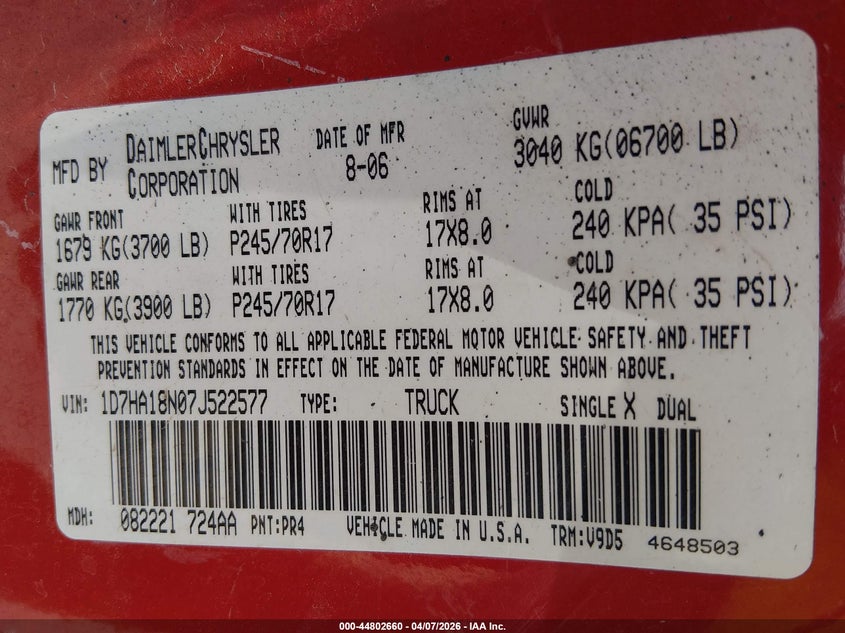 MFD BY DAIMLERCHRYSLER CORPORATION
DATE OF MFR
8-06
GVWR
3040 KG(06700 LB)
GAWR FRONT WITH TIRES RIMS AT COLD
1679 KG(3700 LB) P245/70R17 17X8.0 240 KPA( 35 PSI)
GAWR REAR WITH TIRES RIMS AT COLD
1770 KG(3900 LB) P245/70R17 17X8.0 240 KPA( 35 PSI)
THIS VEHICLE CONFORMS TO ALL APPLICABLE FEDERAL MOTOR VEHICLE SAFETY AND THEFT
PREVENTION STANDARDS IN EFFECT ON THE DATE OF MANUFACTURE SHOWN ABOVE.
VIN: 1D7HA18N07J522577 TYPE: TRUCK SINGLE X DUAL
MDH: 082221 724AA PNT:PR4 VEHICLE MADE IN U.S.A. TRM:V9D5 4648503
000-44802660 - 04/07/2026 - IAA Inc.